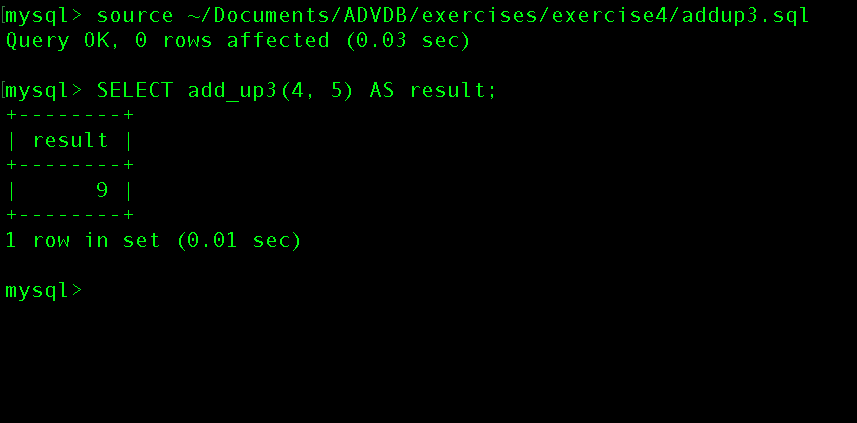 [mysql> source ~/Documents/ADVDB/exercises/exercise4/addup3.sql
Query OK, 0 rows affected (0.03 sec)
[mysql> SELECT add_up3(4, 5) AS result;
+--------+
| result |
+--------+
|      9 |
+--------+
1 row in set (0.01 sec)
mysql>